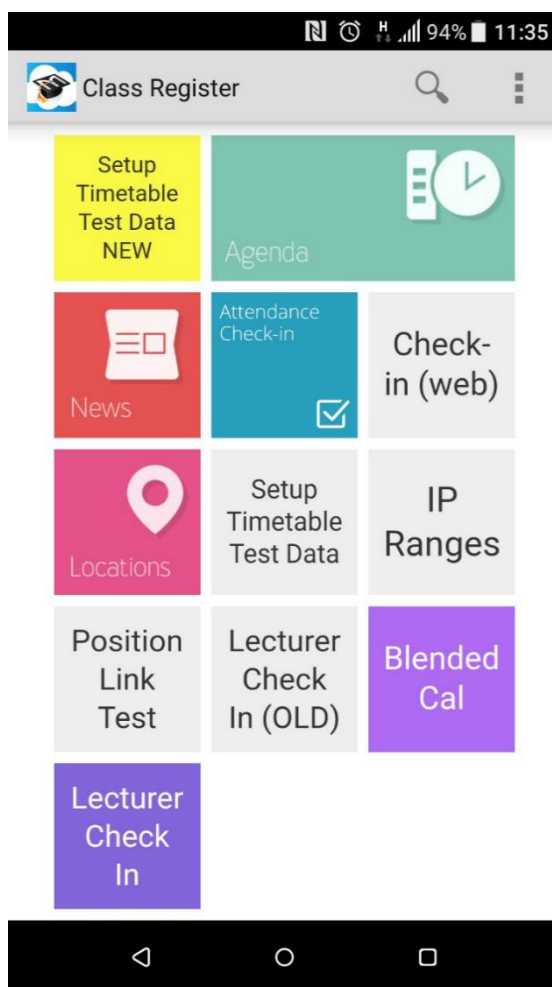 H 94% 11:35
Class Register
Setup
Timetable
Test Data
NEW
Agenda
News
Attendance
Check-in
Check-
in (web)
Locations
Setup
Timetable
Test Data
IP
Ranges
Position
Link
Test
Lecturer
Check
In (OLD)
Blended
Cal
Lecturer
Check
In